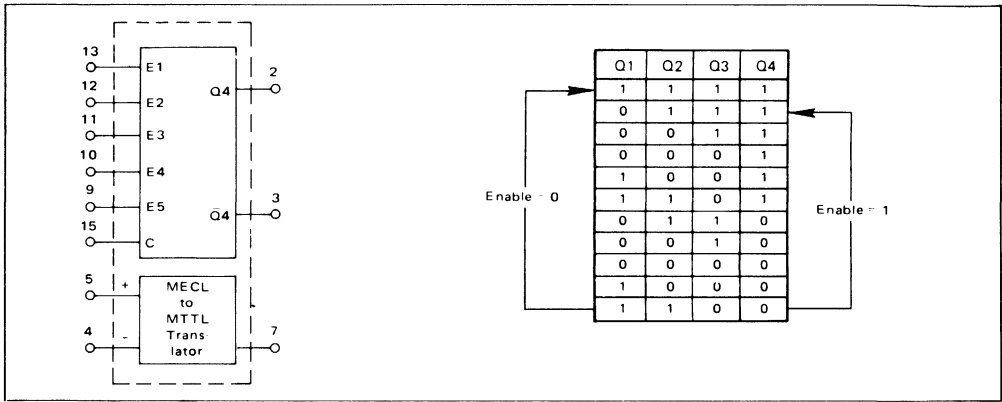 13
E1
12
E2
11
E3
10
E4
9
E5
15
C
Q4
2
Q̅4
3
5
+
4
-
MECL
to
MTTL
Trans
lator
7
Enable = 0
Q1 Q2 Q3 Q4
1 1 1 1
0 1 1 1
0 0 1 1
0 0 0 1
1 0 0 1
1 1 0 1
0 1 1 0
0 0 1 0
0 0 0 0
1 0 0 0
1 1 0 0
Enable = 1